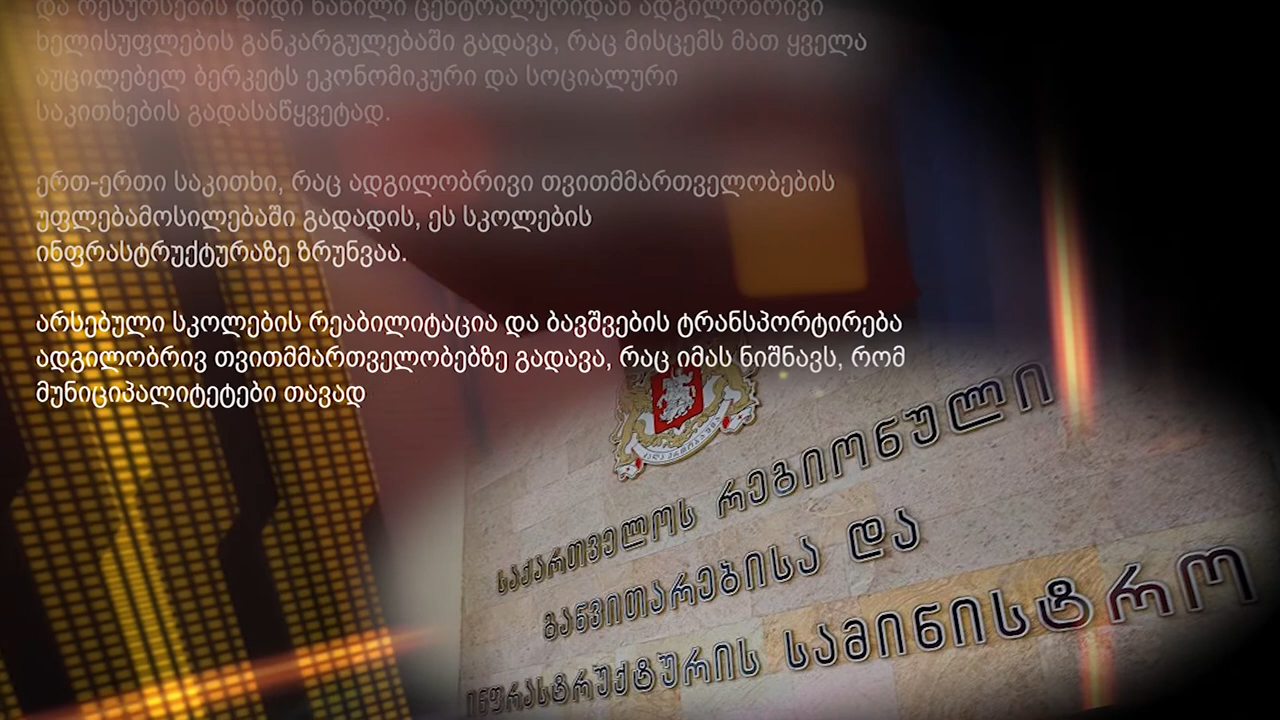 და რესურსების დიდი ნაწილი ცენტრალურიდან ადგილობრივი
ხელისუფლების განკარგულებაში გადავა, რაც მისცემს მათ ყველა
აუცილებელ ბერკეტს ეკონომიკური და სოციალური
საკითხების გადასაწყვეტად.
ერთ-ერთი საკითხი, რაც ადგილობრივი თვითმმართველობების
უფლებამოსილებაში გადადის, ეს სკოლების
ინფრასტრუქტურაზე ზრუნვაა.
არსებული სკოლების რეაბილიტაცია და ბავშვების ტრანსპორტირება
ადგილობრივ თვითმმართველობებზე გადავა, რაც იმას ნიშნავს, რომ
მუნიციპალიტეტები თავად
საქართველოს რეგიონული
განვითარებისა და
ინფრასტრუქტურის სამინისტრო